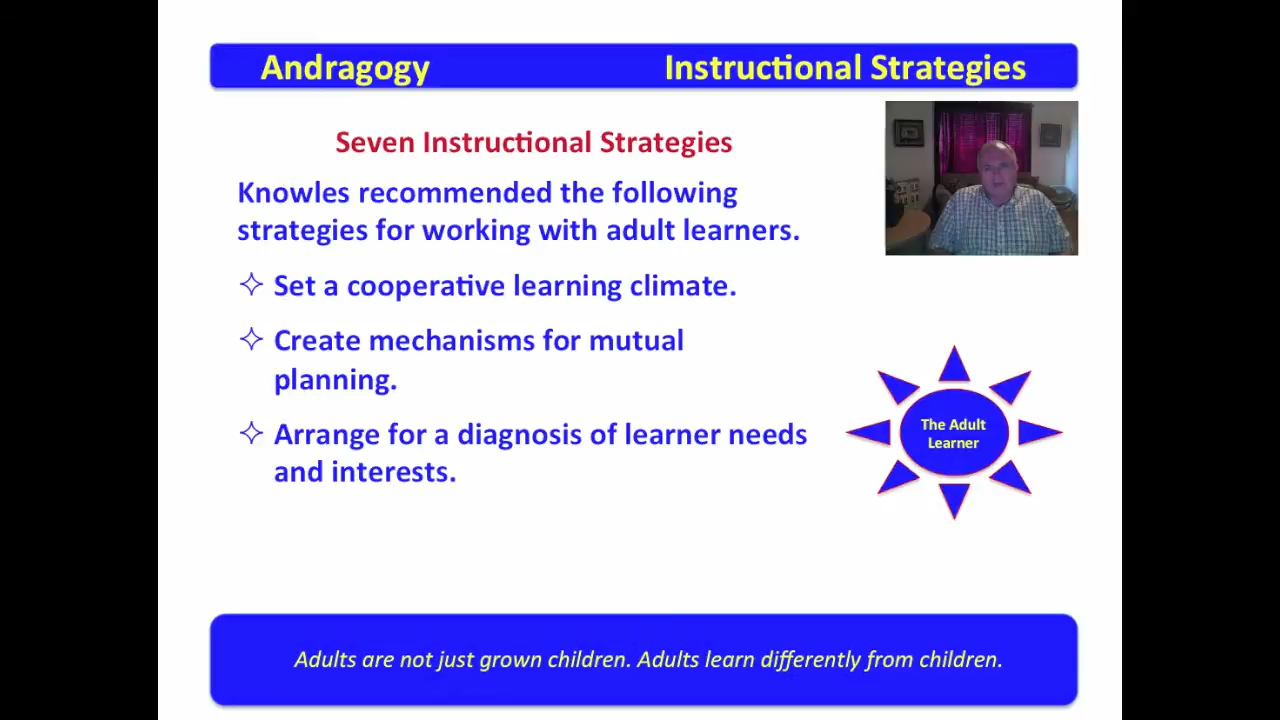 Andragogy Instructional Strategies
Seven Instructional Strategies
Knowles recommended the following
strategies for working with adult learners.
✧ Set a cooperative learning climate.
✧ Create mechanisms for mutual
planning.
✧ Arrange for a diagnosis of learner needs
and interests.
The Adult
Learner
Adults are not just grown children. Adults learn differently from children.